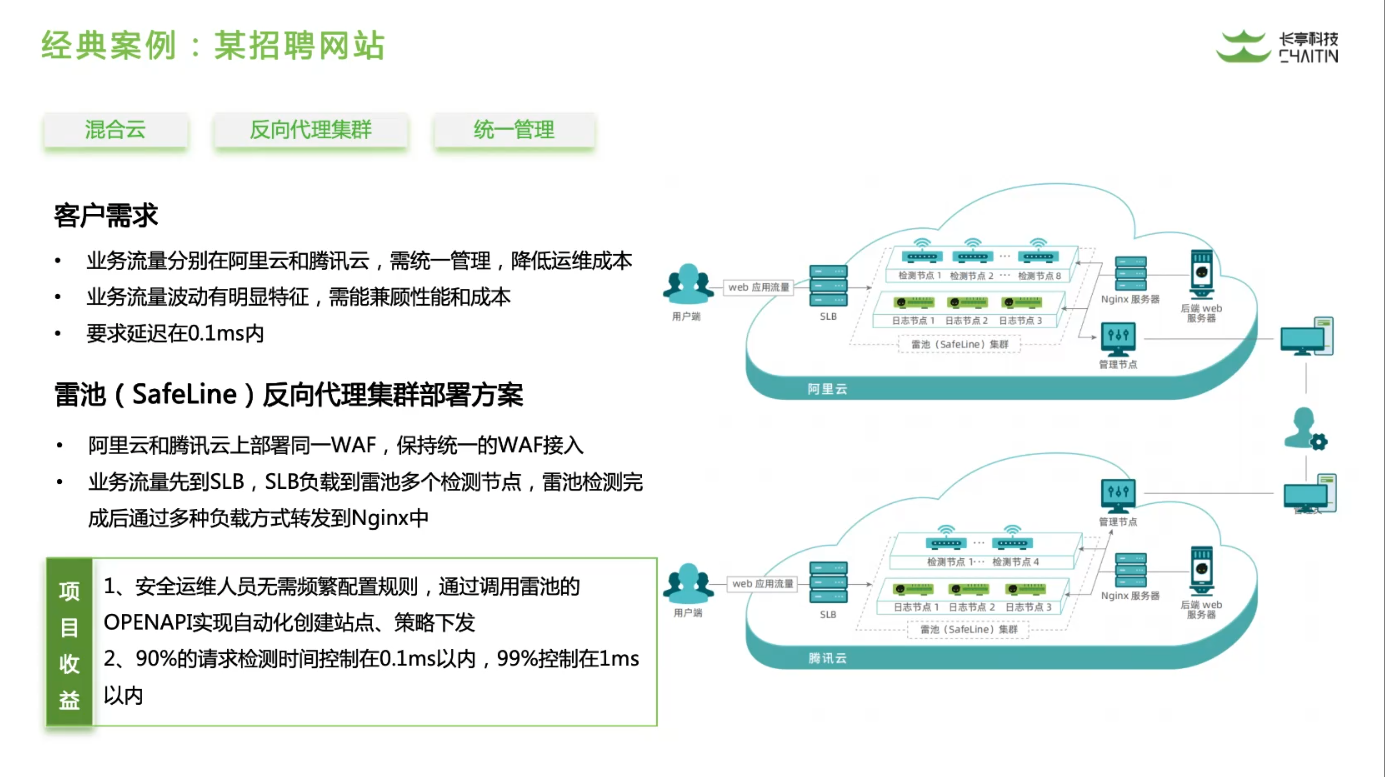 经典案例：某招聘网站
长亭科技
CHAITIN
混合云
反向代理集群
统一管理
客户需求
• 业务流量分别在阿里云和腾讯云，需统一管理，降低运维成本
• 业务流量波动有明显特征，需能兼顾性能和成本
• 要求延迟在0.1ms内
雷池（SafeLine）反向代理集群部署方案
• 阿里云和腾讯云上部署同一WAF，保持统一的WAF接入
• 业务流量先到SLB，SLB负载到雷池多个检测节点，雷池检测完
成后通过多种负载方式转发到Nginx中
项目收益
1、安全运维人员无需频繁配置规则，通过调用雷池的
OPENAPI实现自动化创建站点、策略下发
2、90%的请求检测时间控制在0.1ms以内，99%控制在1ms
以内
用户端
web 应用流量
SLB
检测节点 1 检测节点 2 ··· 检测节点 8
日志节点 1 日志节点 2 日志节点 3
雷池（SafeLine）集群
Nginx 服务器
后端 web
服务器
管理节点
阿里云
用户端
web 应用流量
SLB
检测节点 1··· 检测节点 4
日志节点 1 日志节点 2 日志节点 3
雷池（SafeLine）集群
管理节点
Nginx 服务器
后端 web
服务器
腾讯云